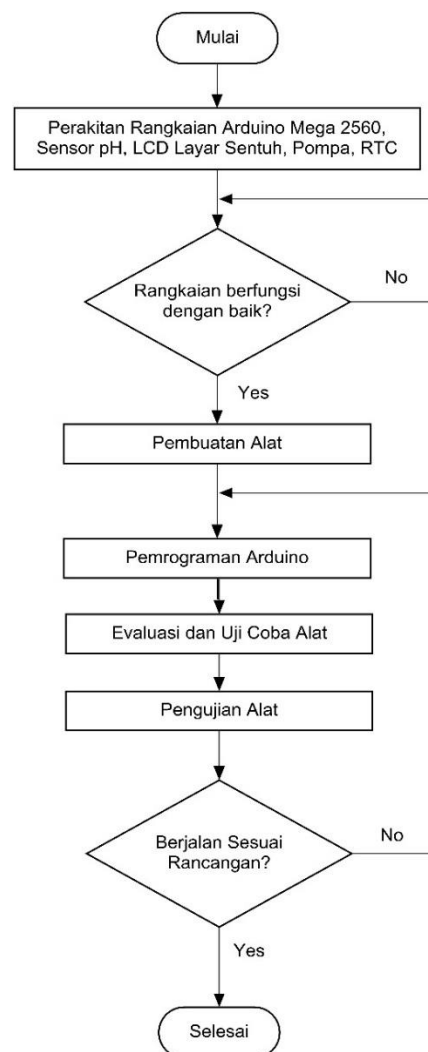 Mulai
Perakitan Rangkaian Arduino Mega 2560,
Sensor pH, LCD Layar Sentuh, Pompa, RTC
Rangkaian berfungsi
dengan baik?
No
Yes
Pembuatan Alat
Pemrograman Arduino
Evaluasi dan Uji Coba Alat
Pengujian Alat
Berjalan Sesuai
Rancangan?
No
Yes
Selesai